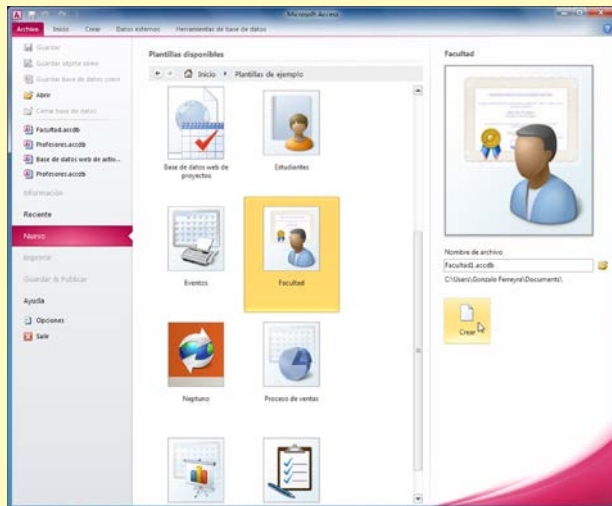 Microsoft Access
Archivo Inicio Crear Datos externos Herramientas de base de datos
Guardar
Guardar objeto como
Guardar base de datos como
Abrir
Cerrar base de datos
Facultad.accdb
Profesores.accdb
Base de datos web de activ...
Profesores.accdb
Información
Reciente
Nuevo
Imprimir
Guardar & Publicar
Ayuda
Opciones
Salir
Plantillas disponibles
Inicio Plantillas de ejemplo
Base de datos web de
proyectos
Estudiantes
Eventos
Facultad
Neptuno
Proceso de ventas
Facultad
Nombre de archivo
Facultad1.accdb
C:\Users\Gonzalo Ferreyra\Documents\
Crear